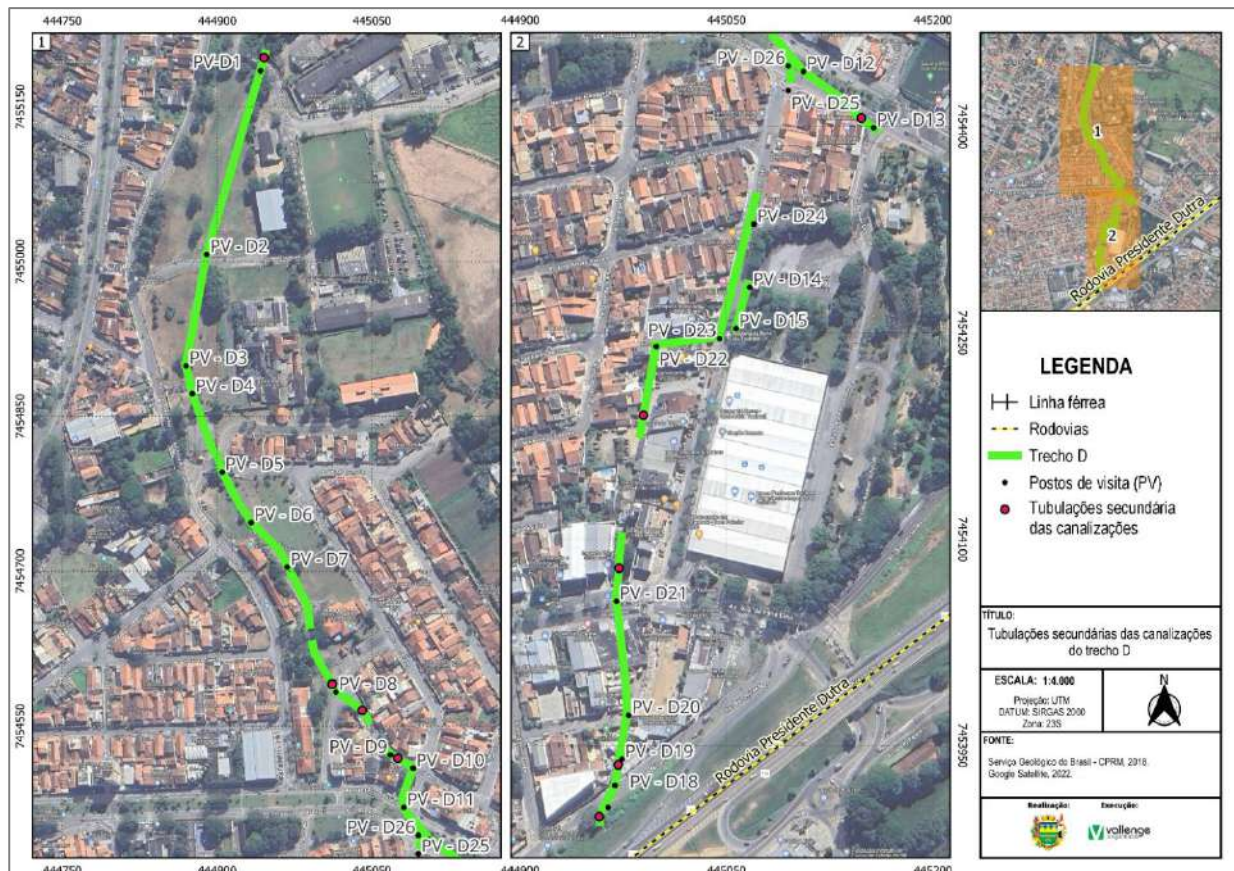 444750
444900
445050
444900
445050
445200
1
2
7455150
7455000
7454850
7454700
7454550
PV-D1
PV - D2
PV - D3
PV - D4
PV - D5
PV - D6
PV - D7
PV - D8
PV - D9
PV - D10
PV - D11
PV - D26
PV - D25
PV - D26
PV - D12
PV - D25
PV - D13
PV - D24
PV - D14
PV - D23
PV - D15
PV - D22
PV - D21
PV - D20
PV - D19
PV - D18
Rodovia Presidente Dutra
7454400
7454250
7454100
7453950
444750
444900
445050
444900
445050
445200
1
2
Rodovia Presidente Dutra
LEGENDA
Linha férrea
Rodovias
Trecho D
Postos de visita (PV)
Tubulações secundária
das canalizações
TÍTULO:
Tubulações secundárias das canalizações
do trecho D
ESCALA: 1:4.000
Projeção: UTM
DATUM: SIRGAS 2000
Zona: 23S
N
FONTE:
Serviço Geológico do Brasil - CPRM, 2018.
Google Satellite, 2022.
Realização:
Execução:
vallenge